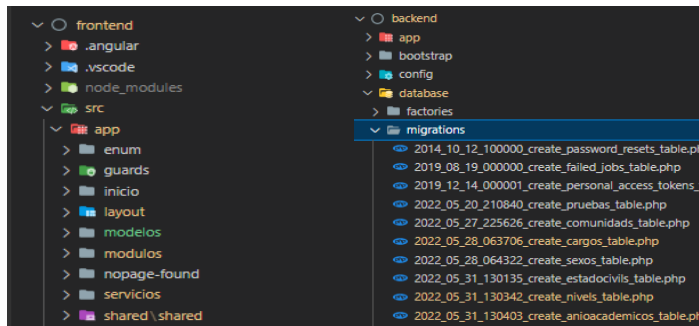 frontend
.angular
.vscode
node_modules
src
app
enum
guards
inicio
layout
modelos
modulos
nopage-found
servicios
shared\shared
backend
app
bootstrap
config
database
factories
migrations
2014_10_12_100000_create_password_resets_table.ph
2019_08_19_000000_create_failed_jobs_table.php
2019_12_14_000001_create_personal_access_tokens_
2022_05_20_210840_create_pruebas_table.php
2022_05_27_225626_create_comunidads_table.php
2022_05_28_063706_create_cargos_table.php
2022_05_28_064322_create_sexos_table.php
2022_05_31_130135_create_estadocivils_table.php
2022_05_31_130342_create_nivels_table.php
2022_05_31_130403_create_anioacademicos_table.ph